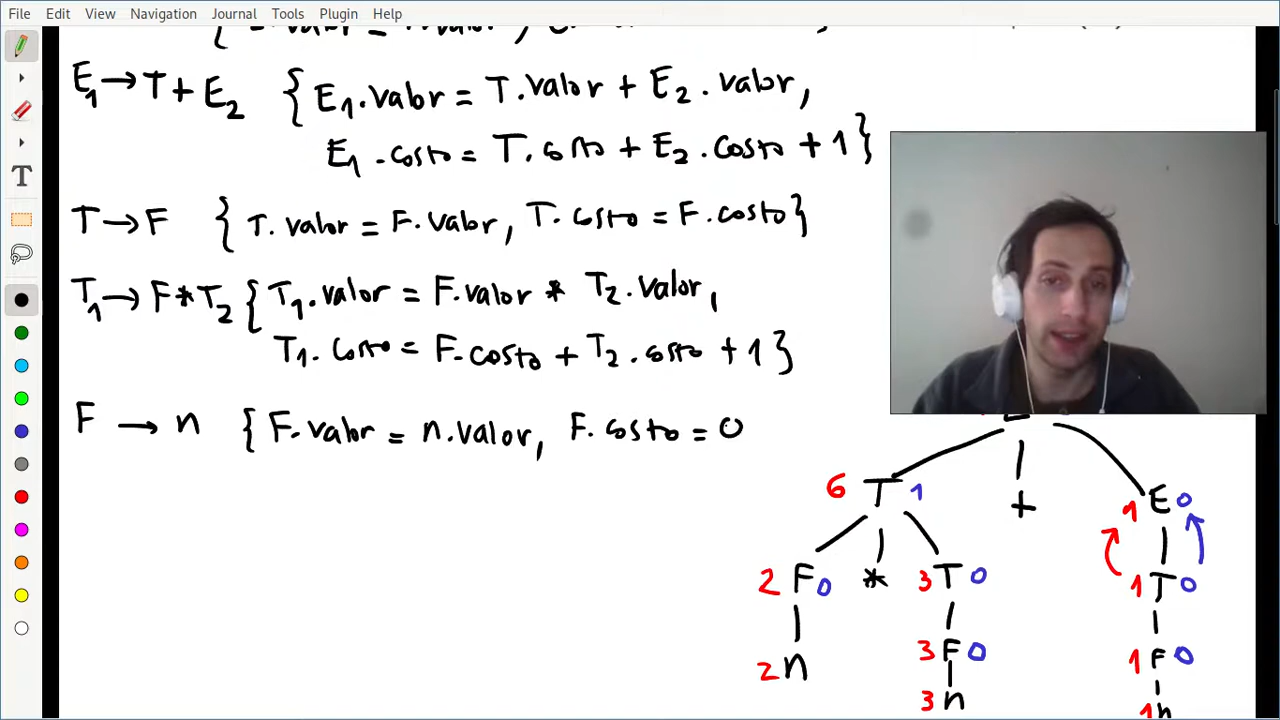 File Edit View Navigation Journal Tools Plugin Help
E₁ → T + E₂ { E₁.valor = T.valor + E₂.valor,
E₁.costo = T.costo + E₂.costo + 1 }
T → F { T.valor = F.valor, T.costo = F.costo }
T₁ → F * T₂ { T₁.valor = F.valor * T₂.valor,
T₁.costo = F.costo + T₂.costo + 1 }
F → n { F.valor = n.valor, F.costo = 0
T
6 T 1 + 1 E 0
2 F 0 * 3 T 0 1 T 0
3 F 0 1 F 0
2 n
3 n 1 n